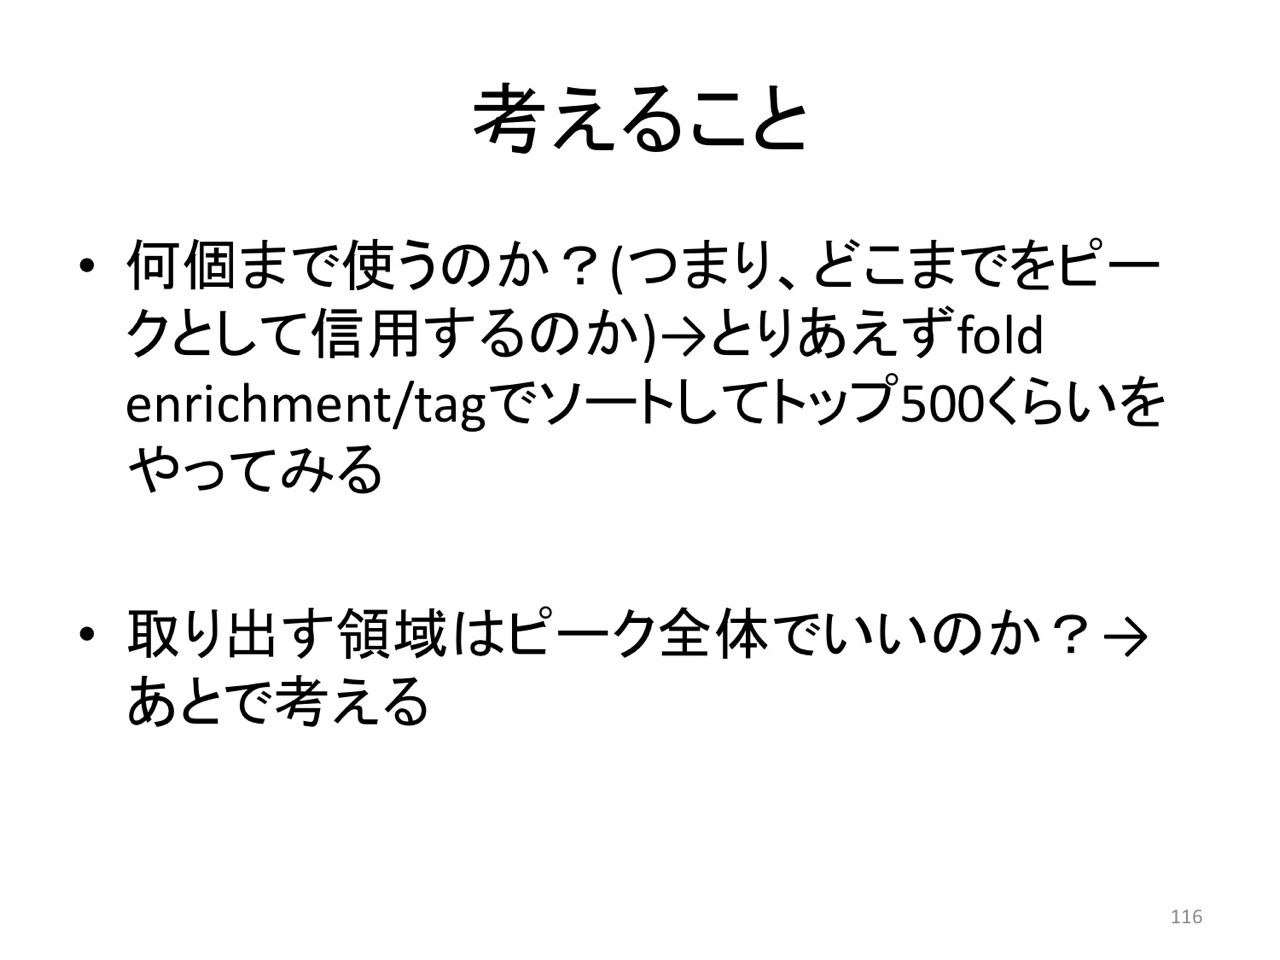 考えること
• 何個まで使うのか？(つまり、どこまでをピー
クとして信用するのか)→とりあえずfold
enrichment/tagでソートしてトップ500くらいを
やってみる
• 取り出す領域はピーク全体でいいのか？→
あとで考える
116